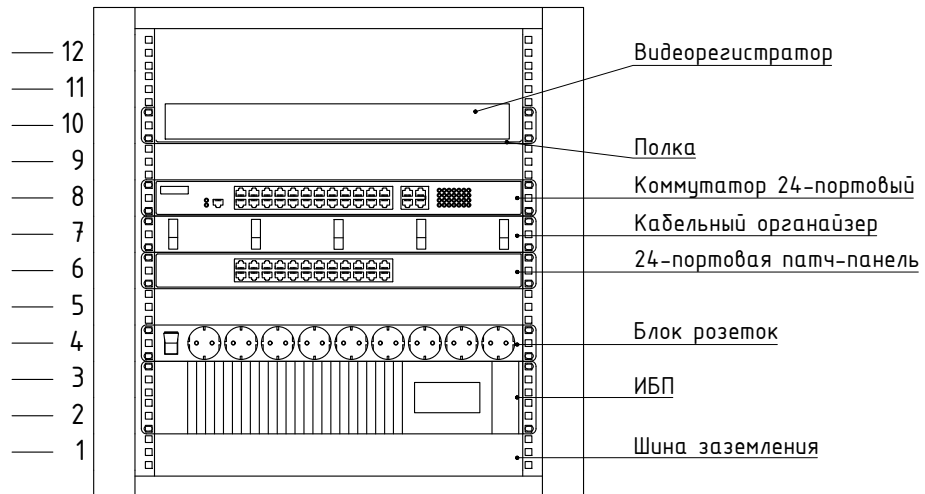 12
Видеорегистратор
11
10
Полка
9
Коммутатор 24-портовый
8
Кабельный органайзер
7
24-портовая патч-панель
6
5
Блок розеток
4
ИБП
3
2
Шина заземления
1